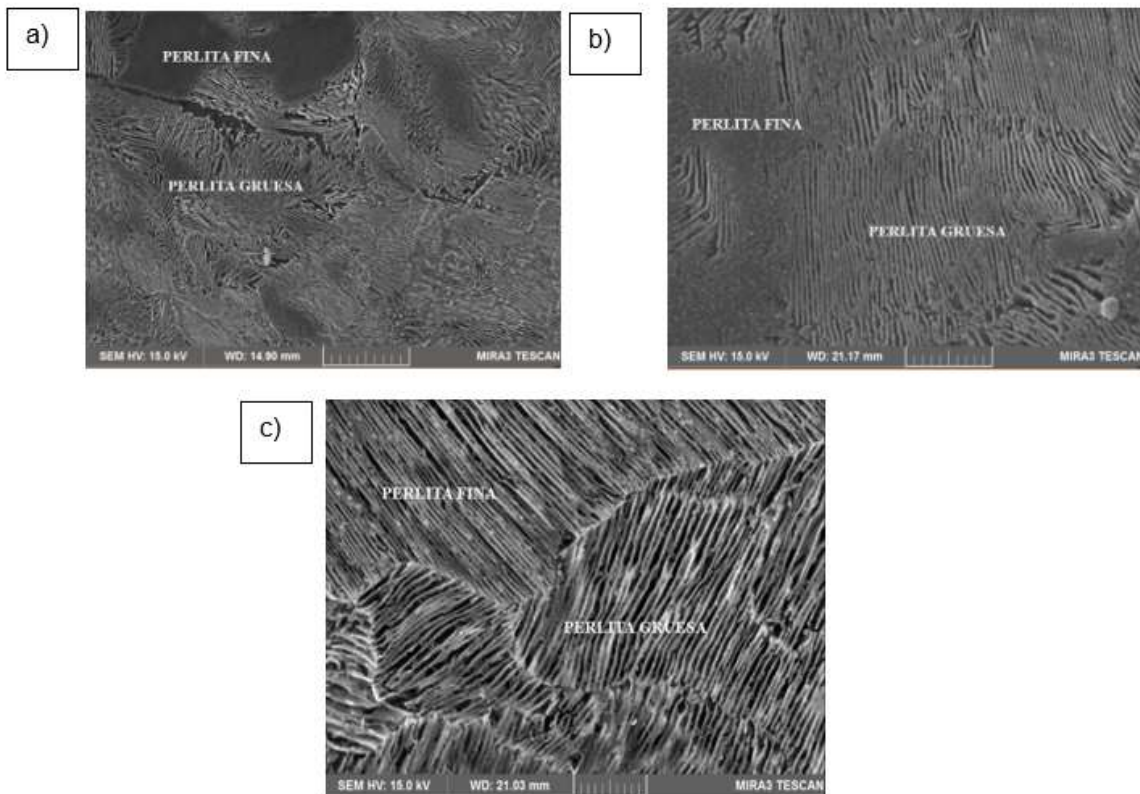 a)
PERLITA FINA
PERLITA GRUESA
SEM HV: 15.0 kV WD: 14.90 mm MIRA3 TESCAN
b)
PERLITA FINA
PERLITA GRUESA
SEM HV: 15.0 kV WD: 21.17 mm MIRA3 TESCAN
c)
PERLITA FINA
PERLITA GRUESA
SEM HV: 15.0 kV WD: 21.03 mm MIRA3 TESCAN